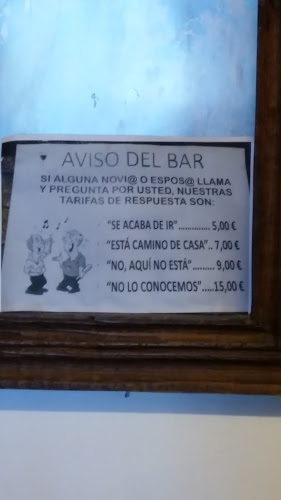 AVISO DEL BAR
SI ALGUNA NOVI@ O ESPOS@ LLAMA
Y PREGUNTA POR USTED, NUESTRAS
TARIFAS DE RESPUESTA SON:
"SE ACABA DE IR".............. 5,00 €
"ESTÁ CAMINO DE CASA".. 7,00 €
"NO, AQUÍ NO ESTÁ"......... 9,00 €
"NO LO CONOCEMOS".....15,00 €